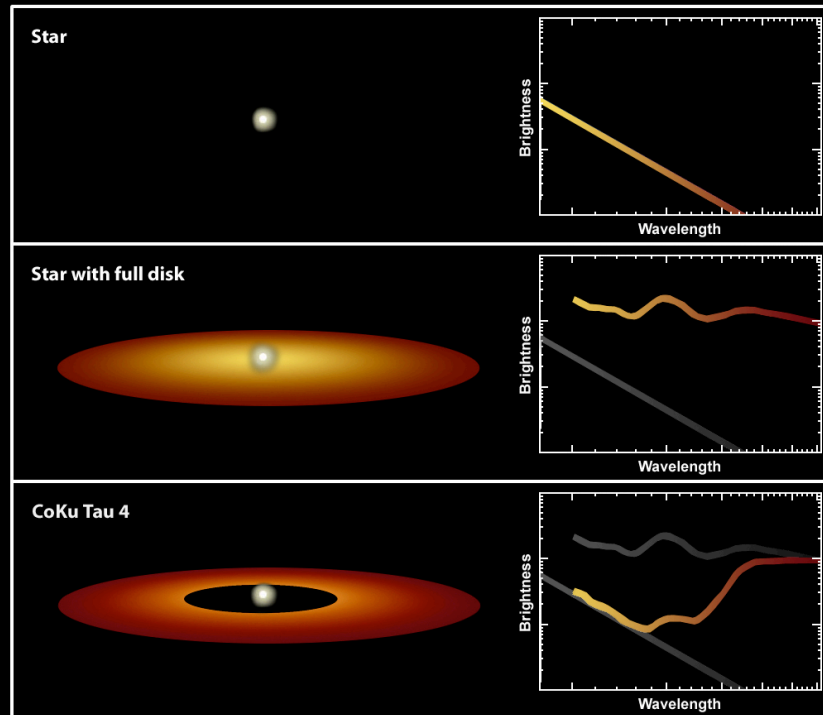 Star
Brightness
Wavelength
Star with full disk
Brightness
Wavelength
CoKu Tau 4
Brightness
Wavelength